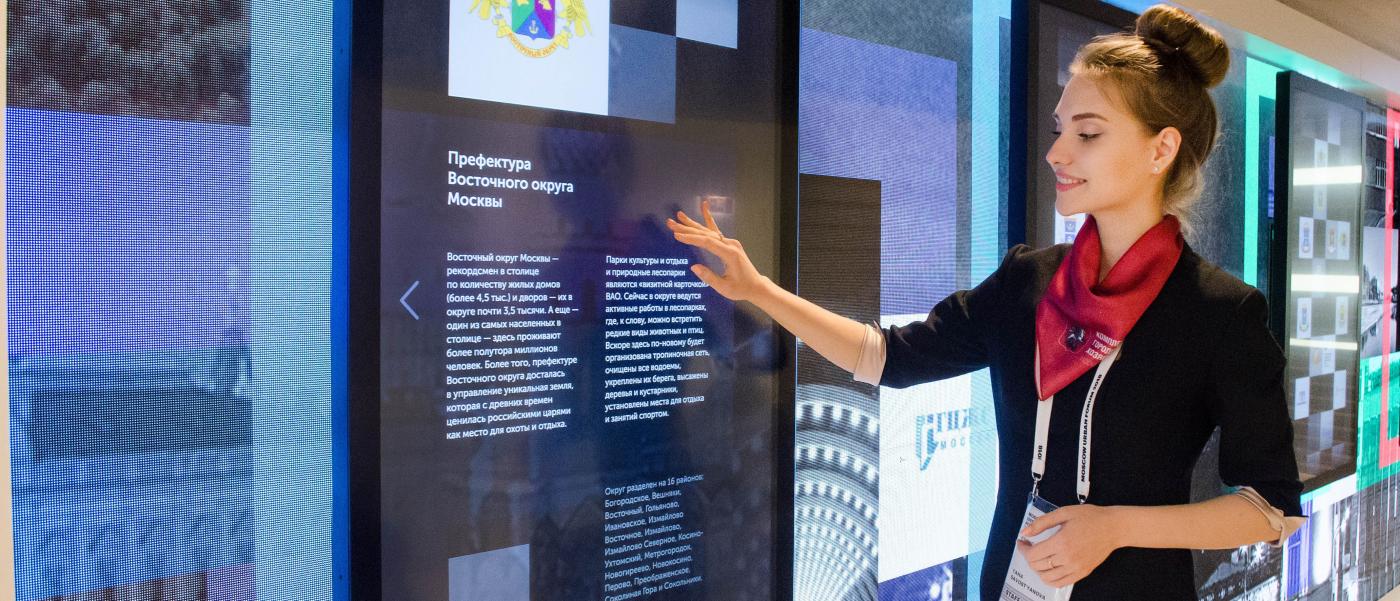 ВОСТОЧНЫЙ ОКРУГ
Префектура
Восточного округа
Москвы
Восточный округ Москвы —
рекордсмен в столице
по количеству жилых домов
(более 4,5 тыс.) и дворов — их в
округе почти 3,5 тысячи. А еще —
один из самых населенных в
столице — здесь проживают
более полутора миллионов
человек. Более того, префектуре
Восточного округа досталась
в управление уникальная земля,
которая с древних времен
ценилась российскими царями
как место для охоты и отдыха.
Парки культуры и отдыха
и природные лесопарки
являются «визитной карточкой»
ВАО. Сейчас в округе ведутся
активные работы в лесопарках,
где, к слову, можно встретить
редкие виды животных и птиц.
Вскоре здесь по-новому будет
организована тропиночная сеть,
очищены все водоемы,
укреплены их берега, высажены
деревья и кустарники,
установлены места для отдыха
и занятий спортом.
Округ разделен на 16 районов:
Богородское, Вешняки,
Восточный, Гольяново,
Ивановское, Измайлово
Восточное, Измайлово,
Измайлово Северное, Косино-
Ухтомский, Метрогородок,
Новогиреево, Новокосино,
Перово, Преображенское,
Соколиная Гора и Сокольники.
MOSCOW URBAN FORUM 2018
2018
STAFF